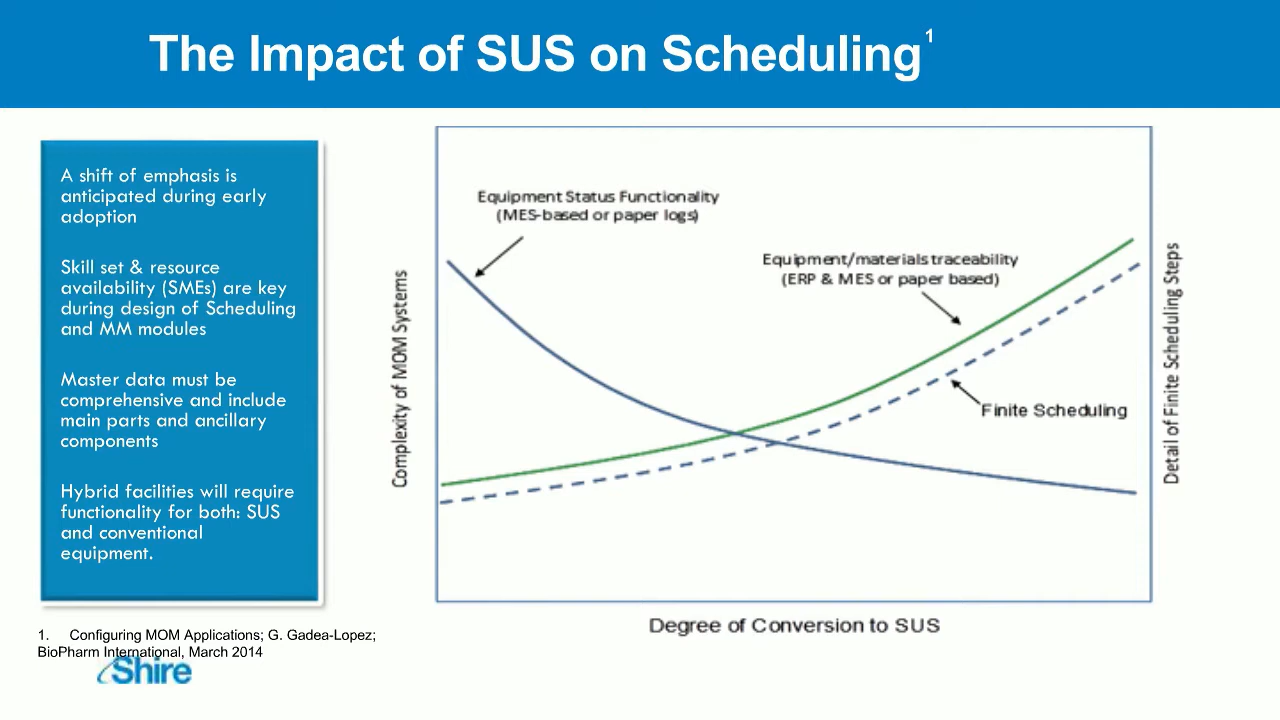 The Impact of SUS on Scheduling1
A shift of emphasis is
anticipated during early
adoption
Skill set & resource
availability (SMEs) are key
during design of Scheduling
and MM modules
Master data must be
comprehensive and include
main parts and ancillary
components
Hybrid facilities will require
functionality for both: SUS
and conventional
equipment.
Complexity of MOM Systems
Equipment Status Functionality
(MES-based or paper logs)
Equipment/materials traceability
(ERP & MES or paper based)
Finite Scheduling
Detail of Finite Scheduling Steps
Degree of Conversion to SUS
1. Configuring MOM Applications; G. Gadea-Lopez;
BioPharm International, March 2014
Shire